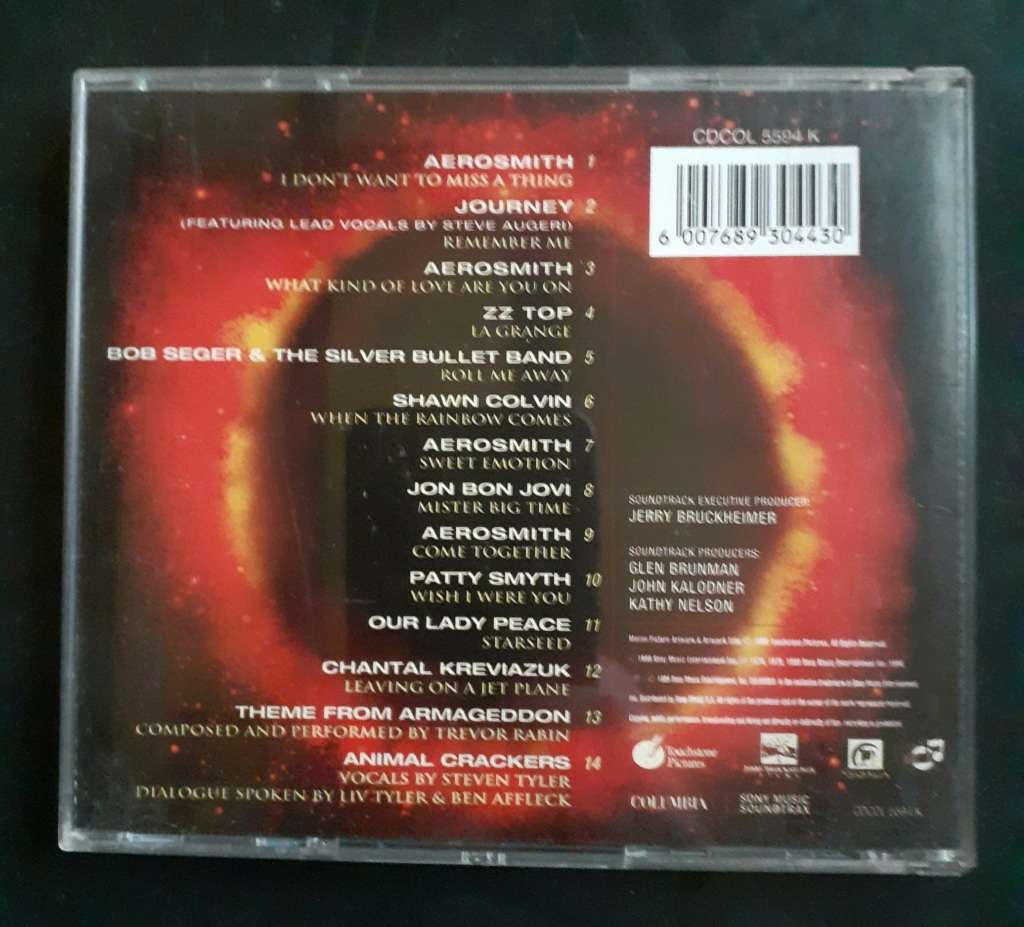 AEROSMITH 1
I DON'T WANT TO MISS A THING
JOURNEY 2
(FEATURING LEAD VOCALS BY STEVE AUGERI)
REMEMBER ME
AEROSMITH 3
WHAT KIND OF LOVE ARE YOU ON
ZZ TOP 4
LA GRANGE
BOB SEGER & THE SILVER BULLET BAND 5
ROLL ME AWAY
SHAWN COLVIN 6
WHEN THE RAINBOW COMES
AEROSMITH 7
SWEET EMOTION
JON BON JOVI 8
MISTER BIG TIME
AEROSMITH 9
COME TOGETHER
PATTY SMYTH 10
WISH I WERE YOU
OUR LADY PEACE 11
STARSEED
CHANTAL KREVIAZUK 12
LEAVING ON A JET PLANE
THEME FROM ARMAGEDDON 13
COMPOSED AND PERFORMED BY TREVOR RABIN
ANIMAL CRACKERS 14
VOCALS BY STEVEN TYLER
DIALOGUE SPOKEN BY LIV TYLER & BEN AFFLECK
CDCOL 5594 K
6 007689 304430
SOUNDTRACK EXECUTIVE PRODUCER:
JERRY BRUCKHEIMER
SOUNDTRACK PRODUCERS:
GLEN BRUNMAN
JOHN KALODNER
KATHY NELSON
Touchstone
Pictures
COLUMBIA
SONY MUSIC
SOUNDTRAX
CDCOL 5594 K